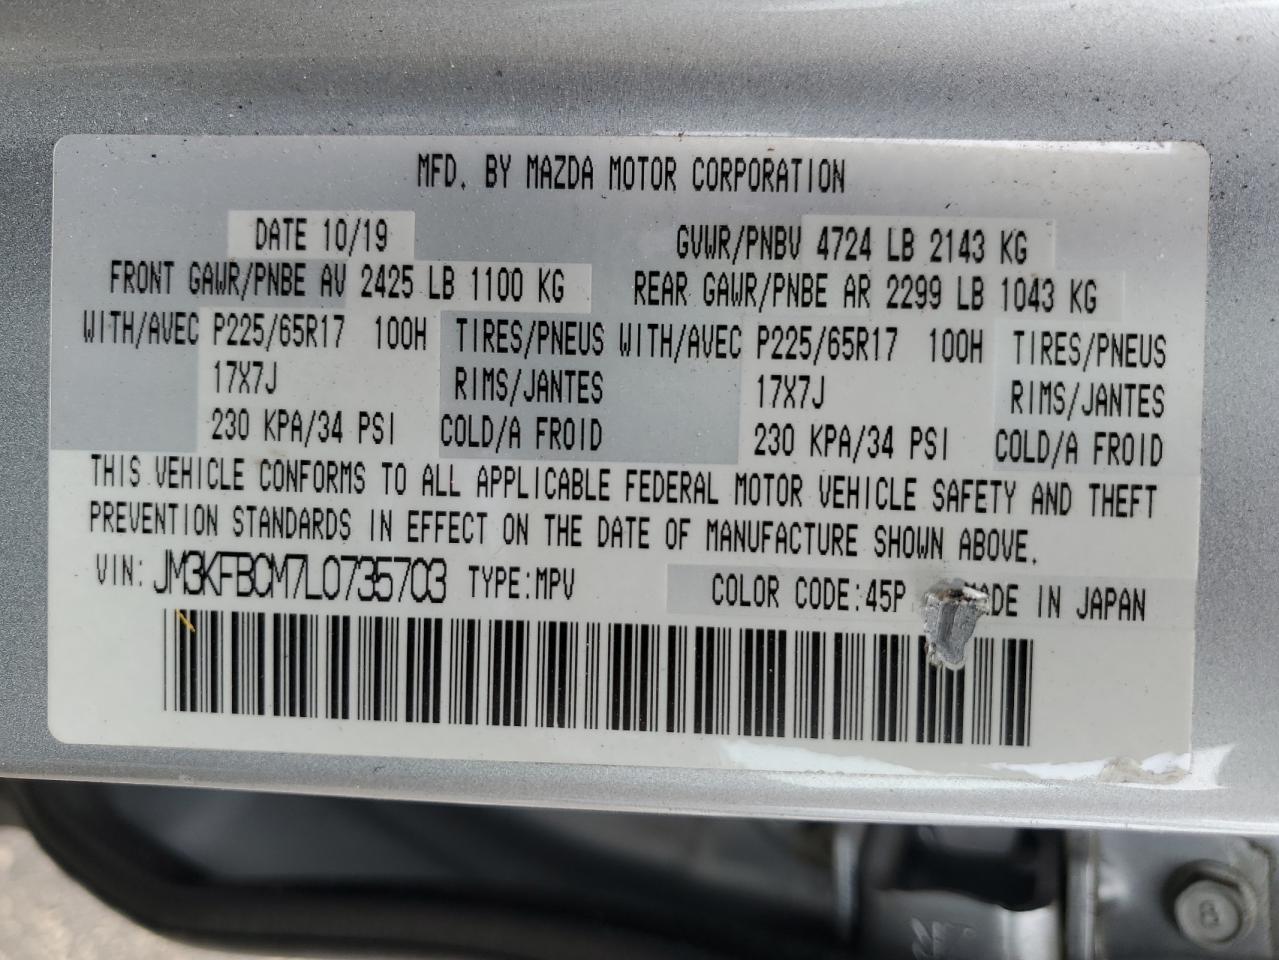 MFD. BY MAZDA MOTOR CORPORATION
DATE 10/19 GVWR/PNBV 4724 LB 2143 KG
FRONT GAWR/PNBE AV 2425 LB 1100 KG REAR GAWR/PNBE AR 2299 LB 1043 KG
WITH/AVEC P225/65R17 100H TIRES/PNEUS WITH/AVEC P225/65R17 100H TIRES/PNEUS
17X7J RIMS/JANTES 17X7J RIMS/JANTES
230 KPA/34 PSI COLD/A FROID 230 KPA/34 PSI COLD/A FROID
THIS VEHICLE CONFORMS TO ALL APPLICABLE FEDERAL MOTOR VEHICLE SAFETY AND THEFT
PREVENTION STANDARDS IN EFFECT ON THE DATE OF MANUFACTURE SHOWN ABOVE.
VIN: JM3KFBCM7L0735703 TYPE:MPV COLOR CODE:45P MADE IN JAPAN
8